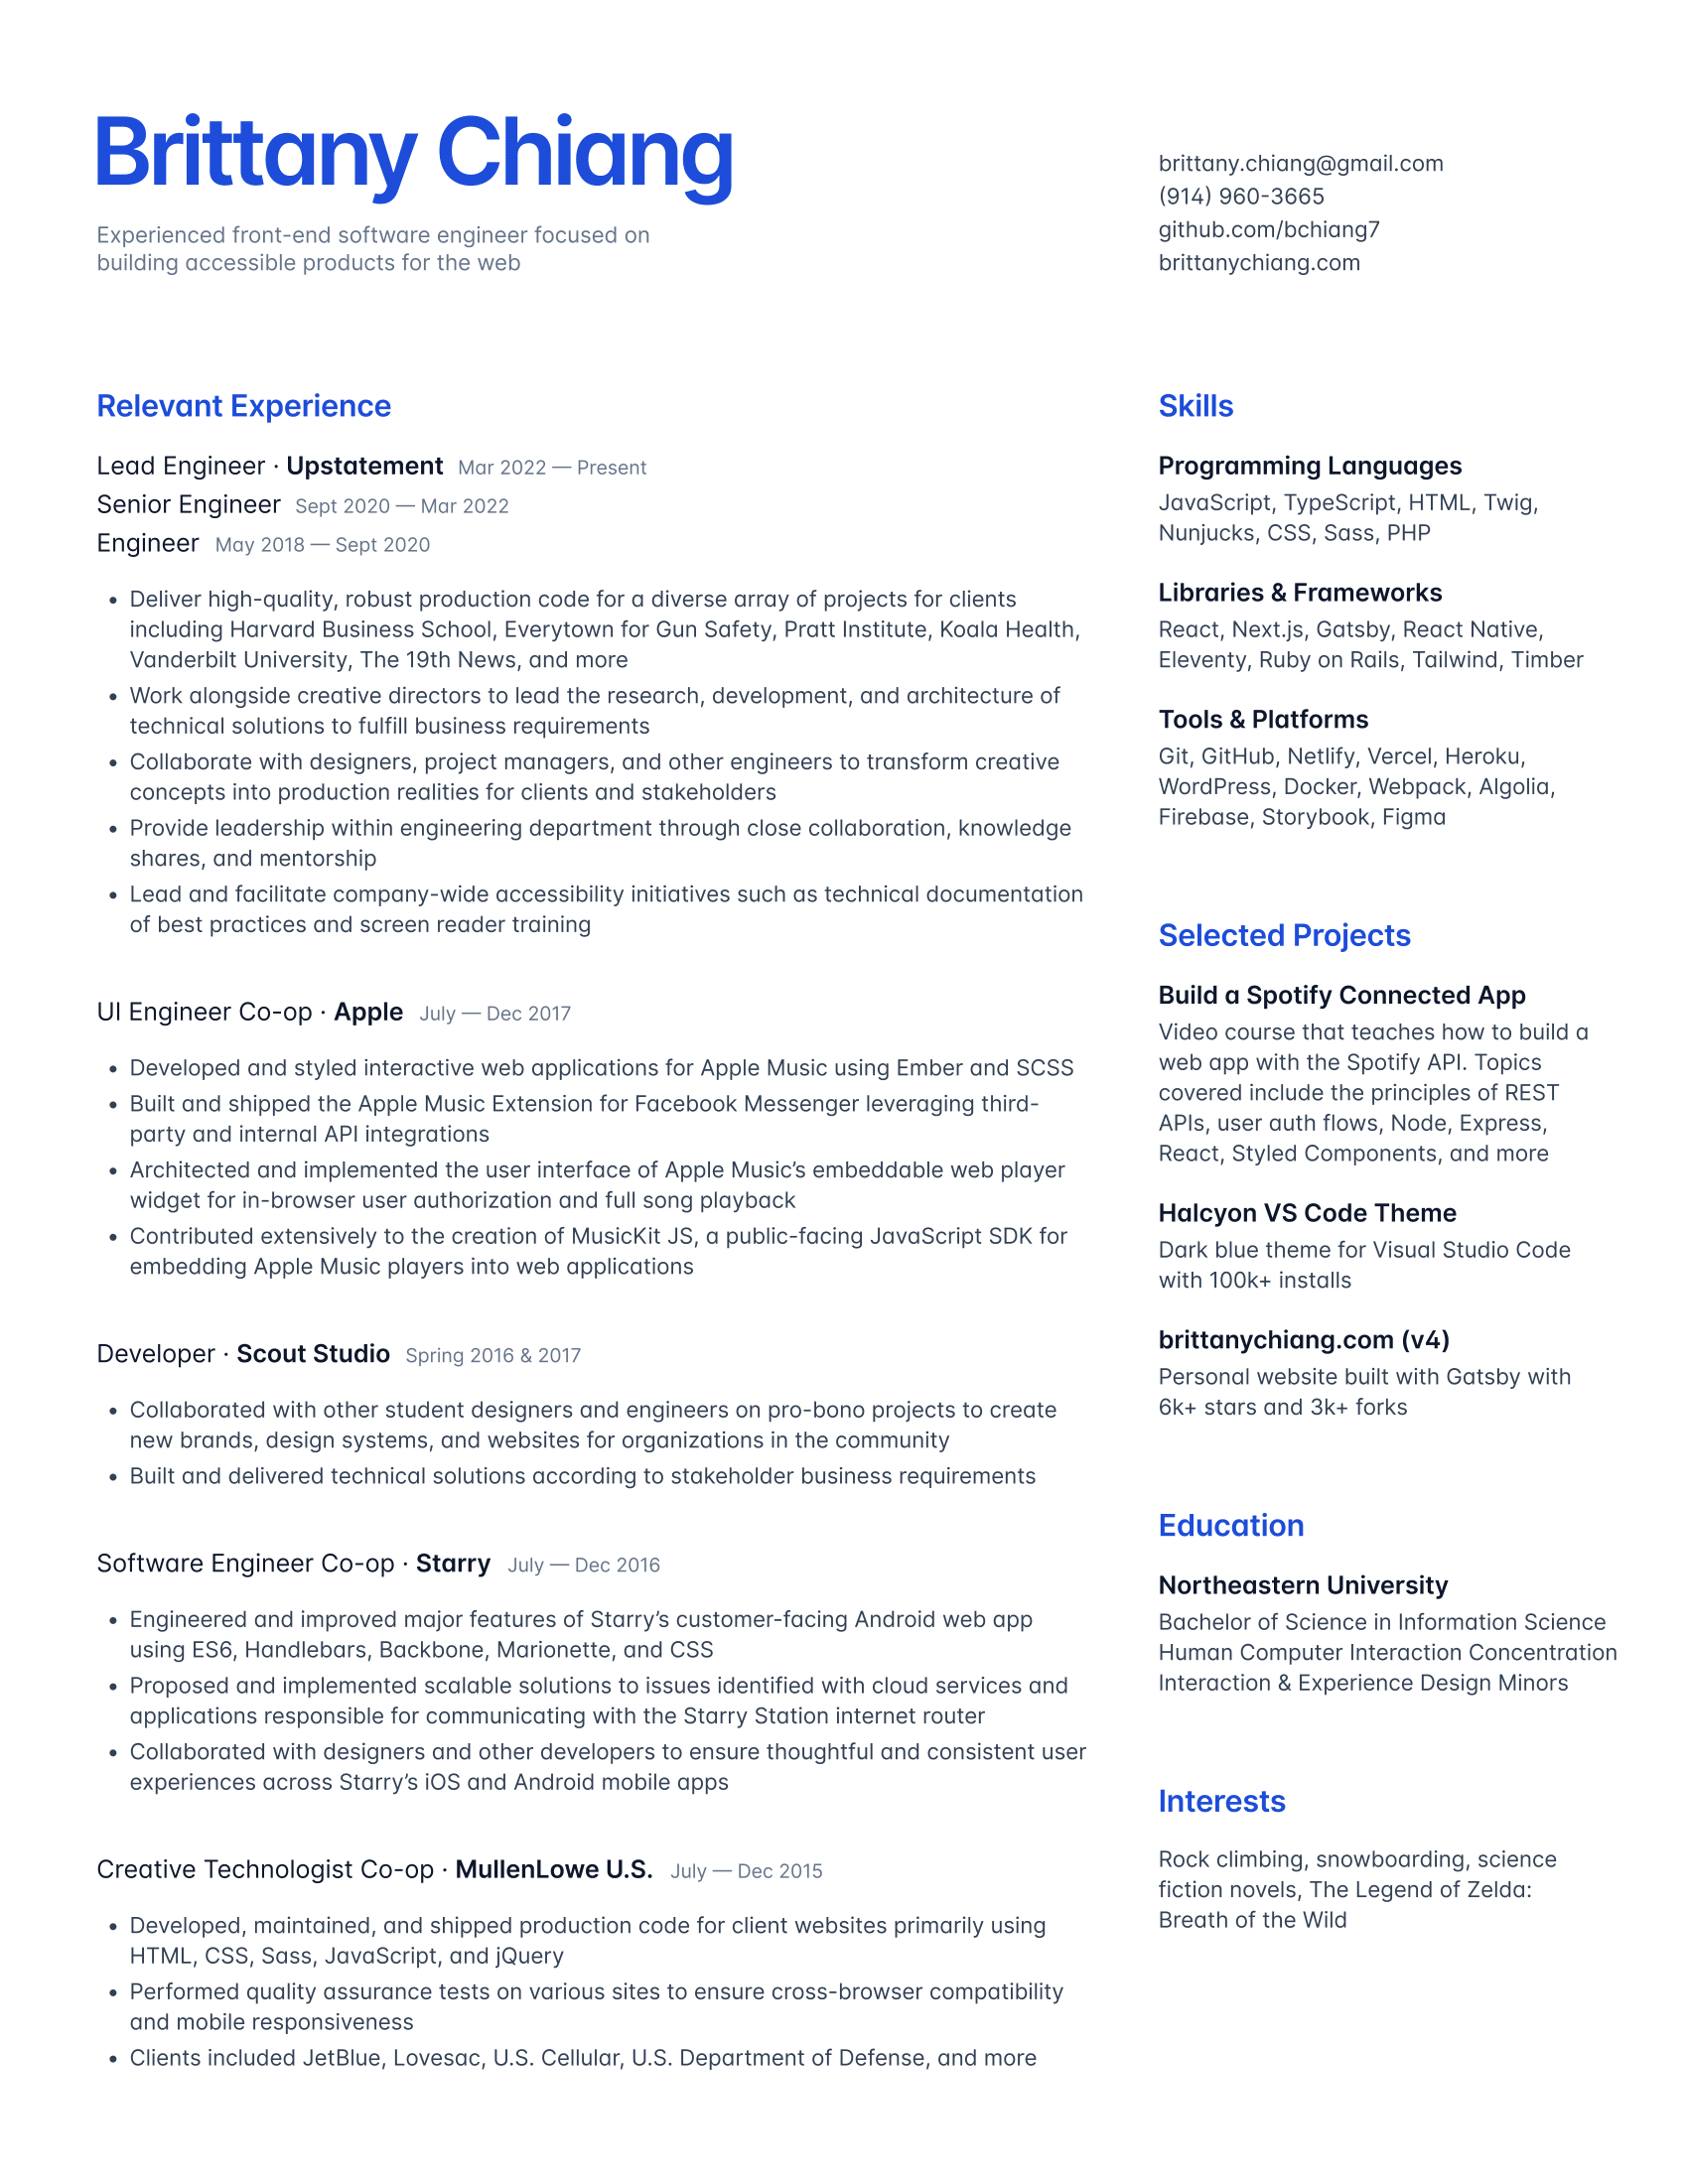 Brittany Chiang
Experienced front-end software engineer focused on
building accessible products for the web
brittany.chiang@gmail.com
(914) 960-3665
github.com/bchiang7
brittanychiang.com
Relevant Experience
Lead Engineer · Upstatement Mar 2022 — Present
Senior Engineer Sept 2020 — Mar 2022
Engineer May 2018 — Sept 2020
• Deliver high-quality, robust production code for a diverse array of projects for clients
including Harvard Business School, Everytown for Gun Safety, Pratt Institute, Koala Health,
Vanderbilt University, The 19th News, and more
• Work alongside creative directors to lead the research, development, and architecture of
technical solutions to fulfill business requirements
• Collaborate with designers, project managers, and other engineers to transform creative
concepts into production realities for clients and stakeholders
• Provide leadership within engineering department through close collaboration, knowledge
shares, and mentorship
• Lead and facilitate company-wide accessibility initiatives such as technical documentation
of best practices and screen reader training
UI Engineer Co-op · Apple July — Dec 2017
• Developed and styled interactive web applications for Apple Music using Ember and SCSS
• Built and shipped the Apple Music Extension for Facebook Messenger leveraging third-
party and internal API integrations
• Architected and implemented the user interface of Apple Music’s embeddable web player
widget for in-browser user authorization and full song playback
• Contributed extensively to the creation of MusicKit JS, a public-facing JavaScript SDK for
embedding Apple Music players into web applications
Developer · Scout Studio Spring 2016 & 2017
• Collaborated with other student designers and engineers on pro-bono projects to create
new brands, design systems, and websites for organizations in the community
• Built and delivered technical solutions according to stakeholder business requirements
Software Engineer Co-op · Starry July — Dec 2016
• Engineered and improved major features of Starry’s customer-facing Android web app
using ES6, Handlebars, Backbone, Marionette, and CSS
• Proposed and implemented scalable solutions to issues identified with cloud services and
applications responsible for communicating with the Starry Station internet router
• Collaborated with designers and other developers to ensure thoughtful and consistent user
experiences across Starry’s iOS and Android mobile apps
Creative Technologist Co-op · MullenLowe U.S. July — Dec 2015
• Developed, maintained, and shipped production code for client websites primarily using
HTML, CSS, Sass, JavaScript, and jQuery
• Performed quality assurance tests on various sites to ensure cross-browser compatibility
and mobile responsiveness
• Clients included JetBlue, Lovesac, U.S. Cellular, U.S. Department of Defense, and more
Skills
Programming Languages
JavaScript, TypeScript, HTML, Twig,
Nunjucks, CSS, Sass, PHP
Libraries & Frameworks
React, Next.js, Gatsby, React Native,
Eleventy, Ruby on Rails, Tailwind, Timber
Tools & Platforms
Git, GitHub, Netlify, Vercel, Heroku,
WordPress, Docker, Webpack, Algolia,
Firebase, Storybook, Figma
Selected Projects
Build a Spotify Connected App
Video course that teaches how to build a
web app with the Spotify API. Topics
covered include the principles of REST
APIs, user auth flows, Node, Express,
React, Styled Components, and more
Halcyon VS Code Theme
Dark blue theme for Visual Studio Code
with 100k+ installs
brittanychiang.com (v4)
Personal website built with Gatsby with
6k+ stars and 3k+ forks
Education
Northeastern University
Bachelor of Science in Information Science
Human Computer Interaction Concentration
Interaction & Experience Design Minors
Interests
Rock climbing, snowboarding, science
fiction novels, The Legend of Zelda:
Breath of the Wild